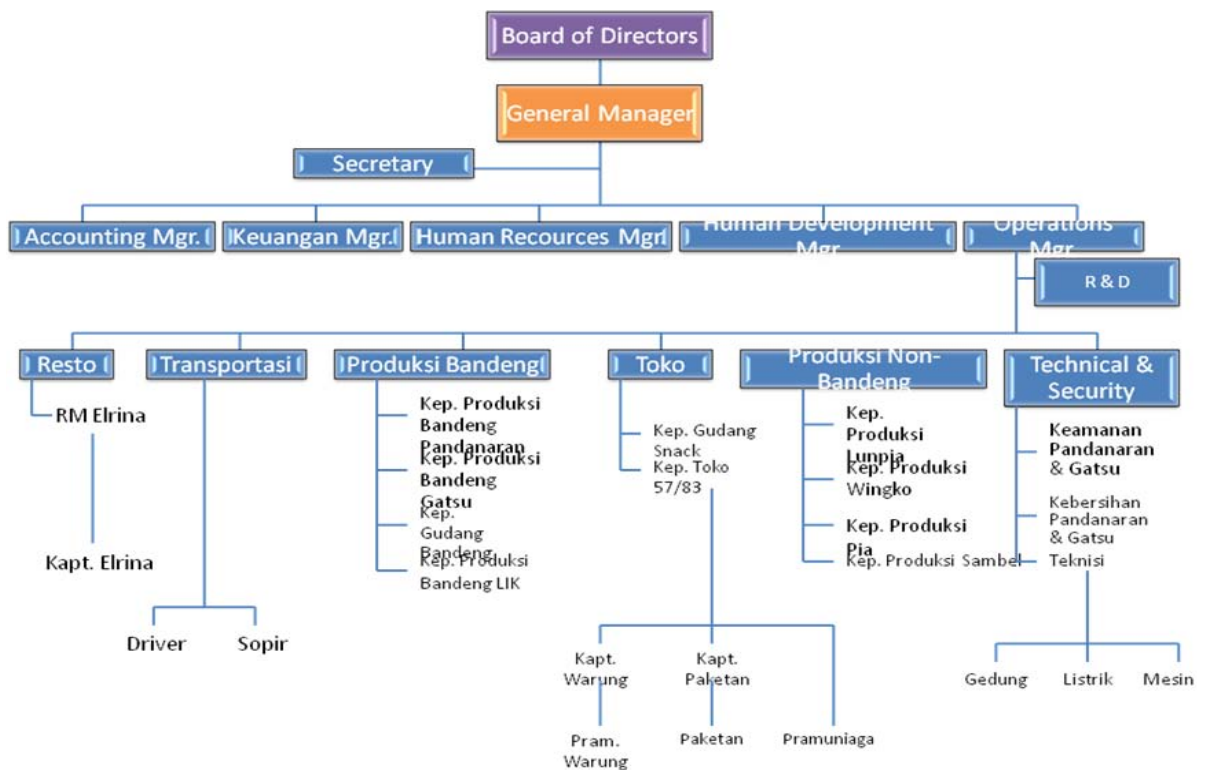 Board of Directors
General Manager
Secretary
Accounting Mgr.
Keuangan Mgr.
Human Recources Mgr.
Human Development
Mgr.
Operations
Mgr.
R & D
Resto
Transportasi
Produksi Bandeng
Toko
Produksi Non-
Bandeng
Technical &
Security
RM Elrina
Kapt. Elrina
Driver
Sopir
Kep. Produksi
Bandeng
Pandanaran
Kep. Produksi
Bandeng
Gatsu
Kep.
Gudang
Bandeng
Kep. Produksi
Bandeng LIK
Kep. Gudang
Snack
Kep. Toko
57/83
Kapt.
Warung
Kapt.
Paketan
Pram.
Warung
Paketan
Pramuniaga
Kep.
Produksi
Lunpia
Kep. Produksi
Wingko
Kep. Produksi
Pia
Kep. Produksi Sambel
Keamanan
Pandanaran
& Gatsu
Kebersihan
Pandanaran
& Gatsu
Teknisi
Gedung
Listrik
Mesin